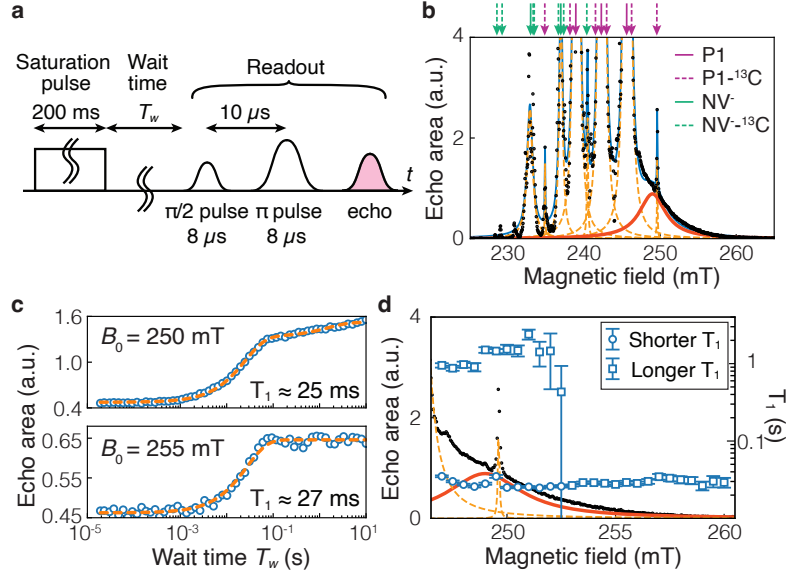 a
Saturation pulse
Wait time
Readout
200 ms
T_w
10 μs
t
π/2 pulse
8 μs
π pulse
8 μs
echo
b
Echo area (a.u.)
4
2
0
230
240
250
260
Magnetic field (mT)
P1
P1-¹³C
NV⁻
NV⁻-¹³C
c
Echo area (a.u.)
1.6
1.0
0.4
B₀ = 250 mT
T₁ ≈ 25 ms
0.65
0.55
0.45
B₀ = 255 mT
T₁ ≈ 27 ms
10⁻⁵
10⁻³
10⁻¹
10¹
Wait time T_w (s)
d
Echo area (a.u.)
4
2
0
Shorter T₁
Longer T₁
1
0.1
T₁ (s)
250
255
260
Magnetic field (mT)